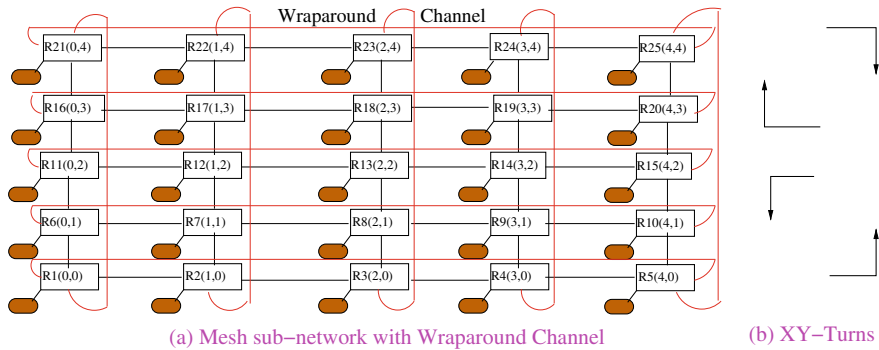 Wraparound Channel
R21(0,4) R22(1,4) R23(2,4) R24(3,4) R25(4,4)
R16(0,3) R17(1,3) R18(2,3) R19(3,3) R20(4,3)
R11(0,2) R12(1,2) R13(2,2) R14(3,2) R15(4,2)
R6(0,1) R7(1,1) R8(2,1) R9(3,1) R10(4,1)
R1(0,0) R2(1,0) R3(2,0) R4(3,0) R5(4,0)
(a) Mesh sub−network with Wraparound Channel (b) XY−Turns